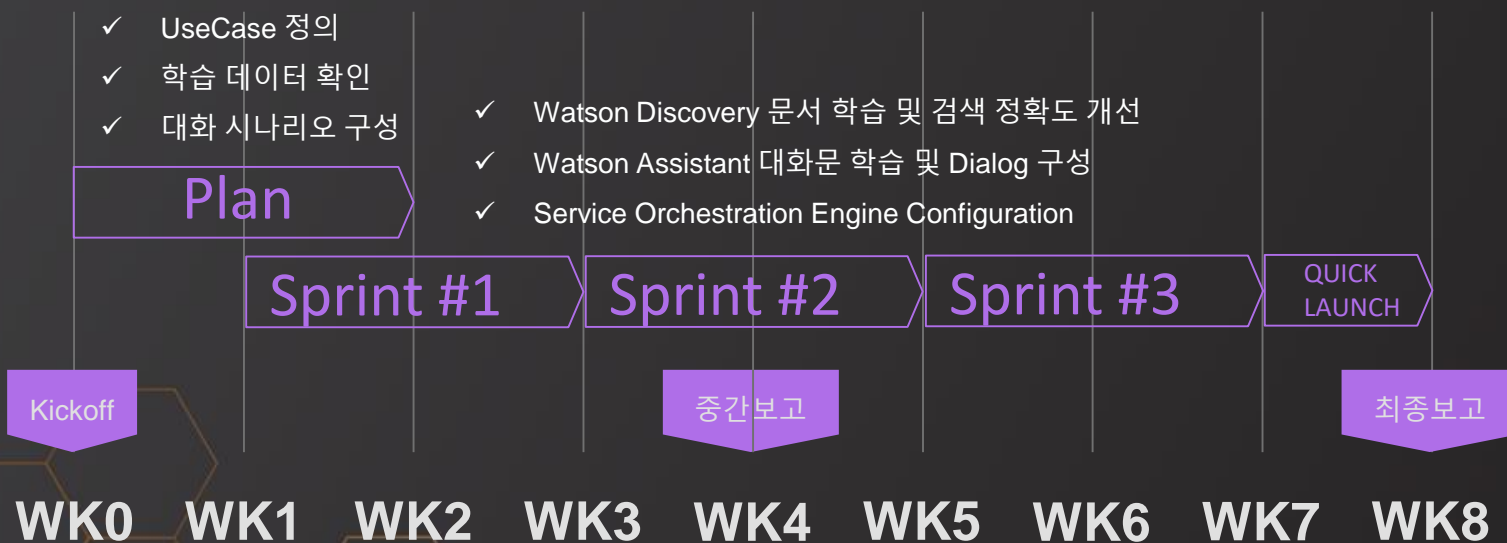 ✓ UseCase 정의
✓ 학습 데이터 확인
✓ 대화 시나리오 구성
✓ Watson Discovery 문서 학습 및 검색 정확도 개선
✓ Watson Assistant 대화문 학습 및 Dialog 구성
✓ Service Orchestration Engine Configuration
Plan
Sprint #1
Sprint #2
Sprint #3
QUICK
LAUNCH
Kickoff
중간보고
최종보고
WK0 WK1 WK2 WK3 WK4 WK5 WK6 WK7 WK8